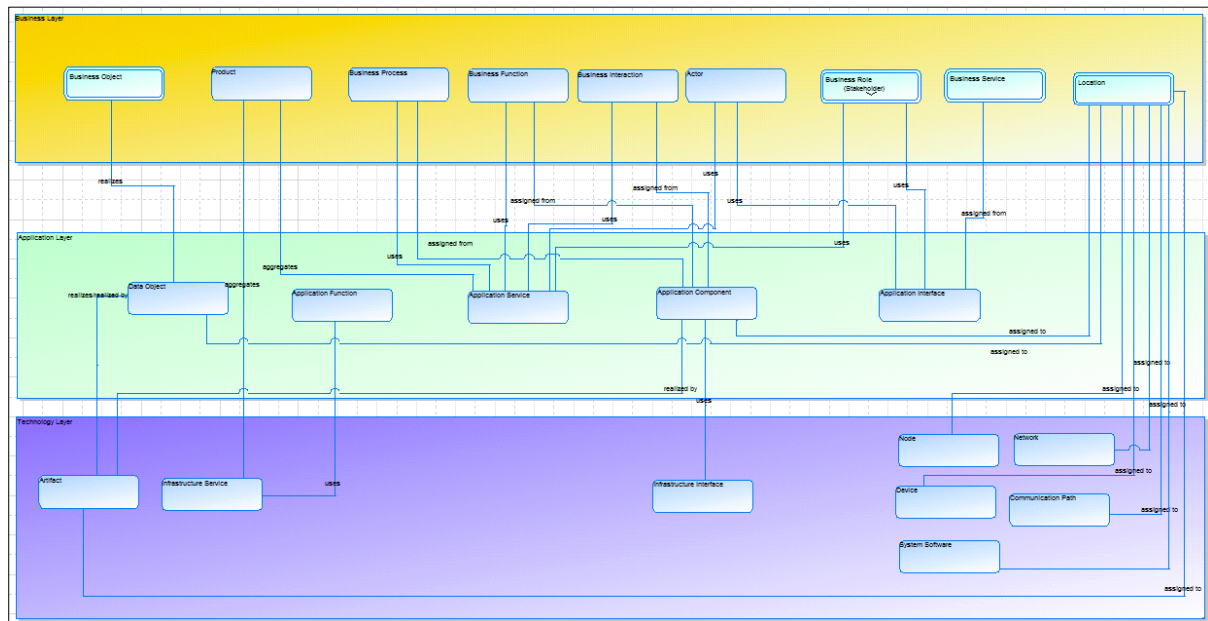 Business Layer
Business Object
Product
Business Process
Business Function
Business Interaction
Actor
Business Role
(Stakeholder)
Business Service
Location
realizes
uses
assigned from
uses
assigned from
uses
uses
uses
assigned from
Application Layer
assigned from
uses
uses
aggregates
aggregates
realizes/realized by
Data Object
Application Function
Application Service
Application Component
Application Interface
assigned to
assigned to
assigned to
assigned to
realized by
uses
assigned to
Technology Layer
Node
Network
Artifact
Infrastructure Service
uses
Infrastructure Interface
assigned to
Device
Communication Path
assigned to
System Software
assigned to